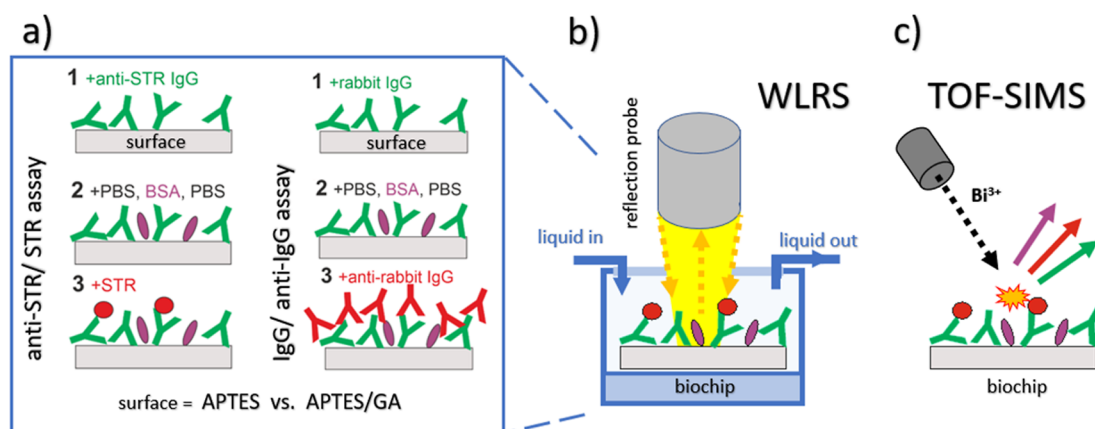 a)
anti-STR/ STR assay
1 +anti-STR IgG
surface
2 +PBS, BSA, PBS
3 +STR
IgG/ anti-IgG assay
1 +rabbit IgG
surface
2 +PBS, BSA, PBS
3 +anti-rabbit IgG
surface = APTES vs. APTES/GA
b)
WLRS
reflection probe
liquid in
liquid out
biochip
c)
TOF-SIMS
Bi³⁺
biochip